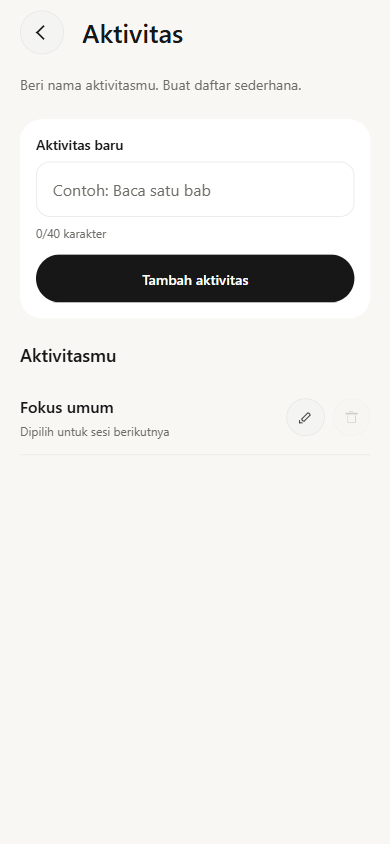 Aktivitas
Beri nama aktivitasmu. Buat daftar sederhana.
Aktivitas baru
Contoh: Baca satu bab
0/40 karakter
Tambah aktivitas
Aktivitasmu
Fokus umum
Dipilih untuk sesi berikutnya